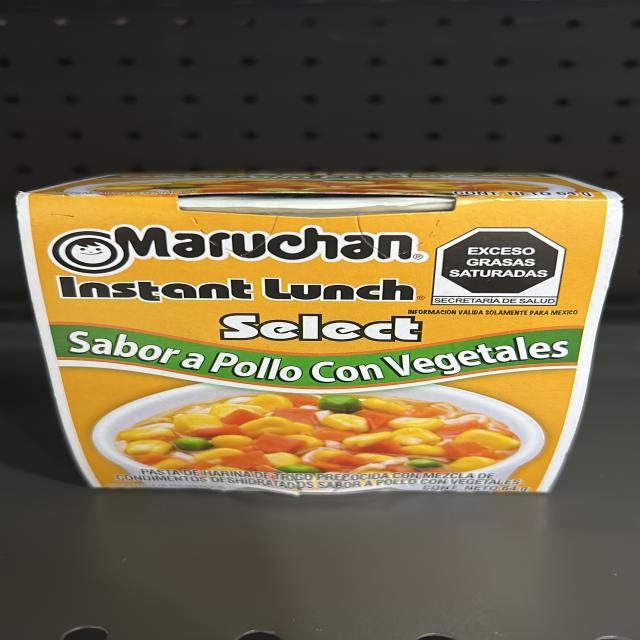 CONT. NETO 64 g
Maruchan®
Instant Lunch®
EXCESO
GRASAS
SATURADAS
SECRETARÍA DE SALUD
INFORMACION VALIDA SOLAMENTE PARA MEXICO
Select
Sabor a Pollo Con Vegetales
PASTA DE HARINA DE TRIGO PRECOCIDA CON MEZCLA DE
CONDIMENTOS DESHIDRATADOS SABOR A POLLO CON VEGETALES
CONT. NETO 64 g